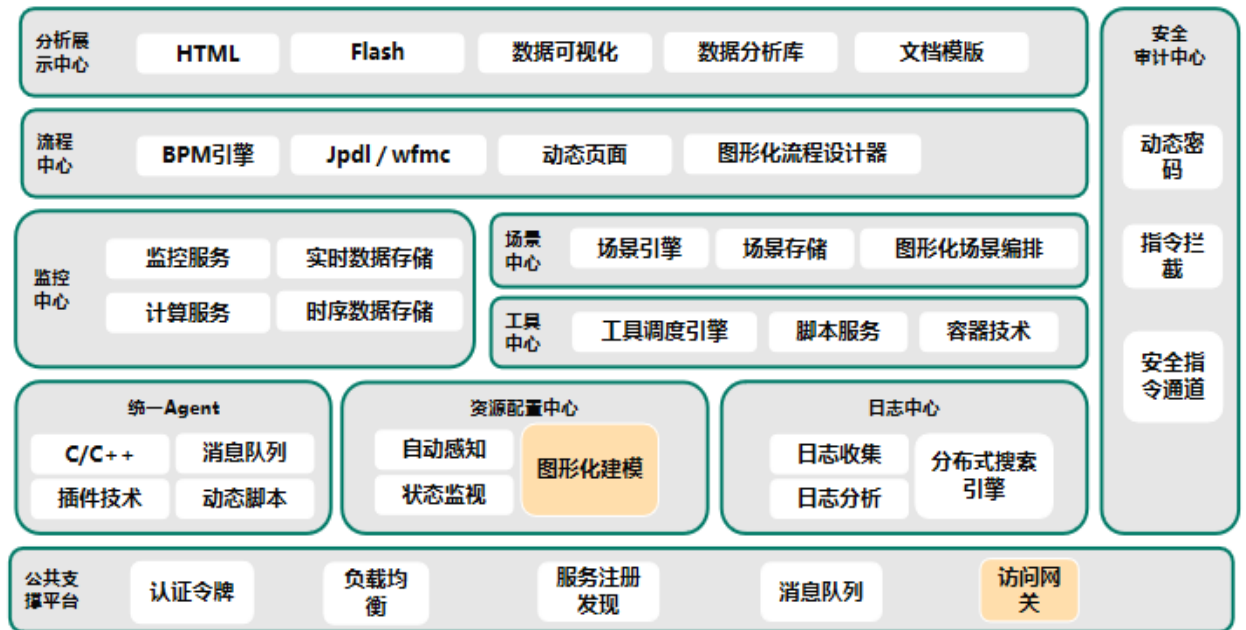 分析展
示中心
HTML
Flash
数据可视化
数据分析库
文档模版
安全
审计中心
动态密
码
指令拦
截
安全指
令通道
流程
中心
BPM引擎
Jpdl / wfmc
动态页面
图形化流程设计器
监控
中心
监控服务
实时数据存储
计算服务
时序数据存储
场景
中心
场景引擎
场景存储
图形化场景编排
工具
中心
工具调度引擎
脚本服务
容器技术
统一Agent
C/C++
消息队列
插件技术
动态脚本
资源配置中心
自动感知
状态监视
图形化建模
日志中心
日志收集
日志分析
分布式搜索
引擎
公共支
撑平台
认证令牌
负载均
衡
服务注册
发现
消息队列
访问网
关